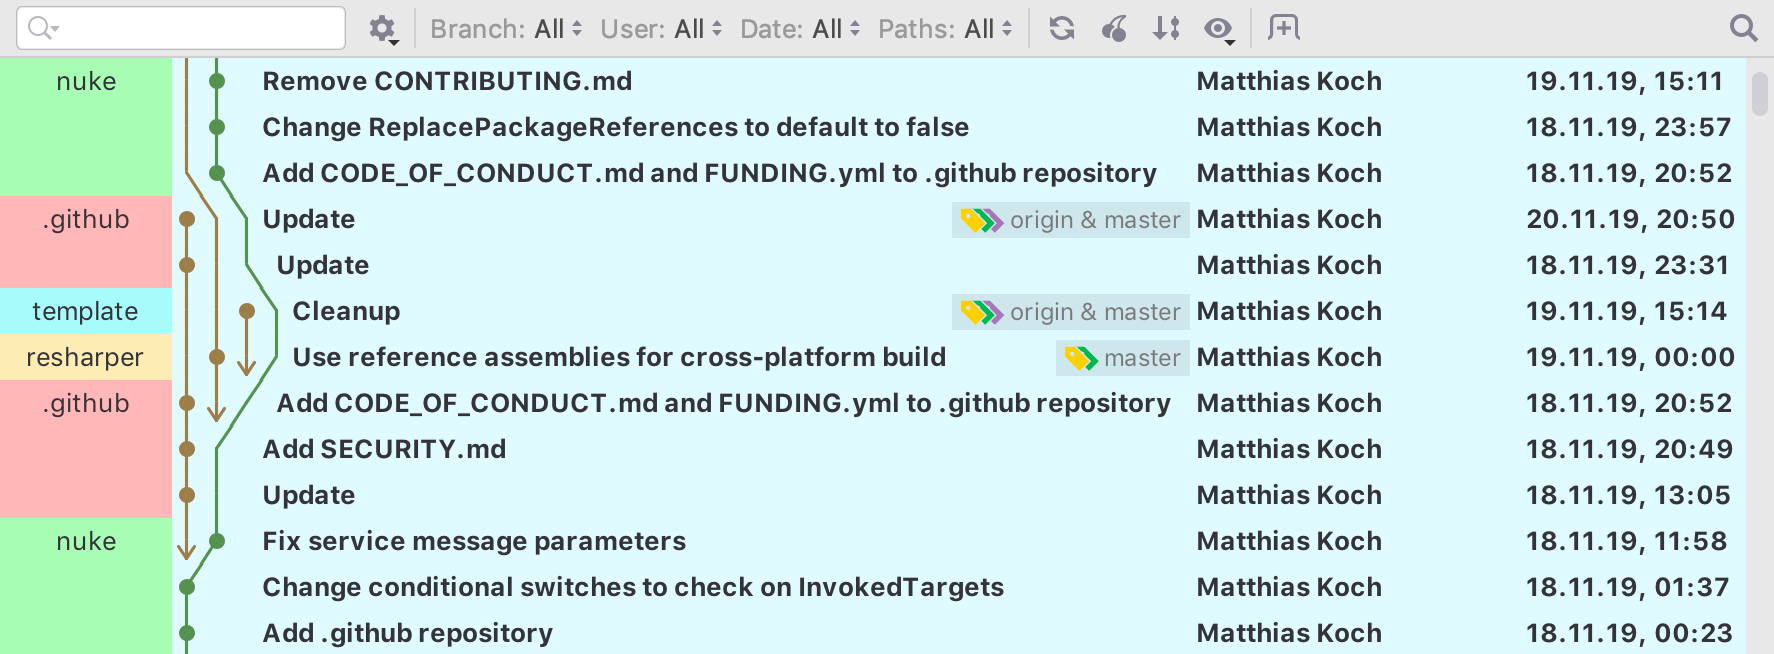 Branch: All User: All Date: All Paths: All
nuke Remove CONTRIBUTING.md Matthias Koch 19.11.19, 15:11
Change ReplacePackageReferences to default to false Matthias Koch 18.11.19, 23:57
Add CODE_OF_CONDUCT.md and FUNDING.yml to .github repository Matthias Koch 18.11.19, 20:52
.github Update origin & master Matthias Koch 20.11.19, 20:50
Update Matthias Koch 18.11.19, 23:31
template Cleanup origin & master Matthias Koch 19.11.19, 15:14
resharper Use reference assemblies for cross-platform build master Matthias Koch 19.11.19, 00:00
.github Add CODE_OF_CONDUCT.md and FUNDING.yml to .github repository Matthias Koch 18.11.19, 20:52
Add SECURITY.md Matthias Koch 18.11.19, 20:49
Update Matthias Koch 18.11.19, 13:05
nuke Fix service message parameters Matthias Koch 18.11.19, 11:58
Change conditional switches to check on InvokedTargets Matthias Koch 18.11.19, 01:37
Add .github repository Matthias Koch 18.11.19, 00:23